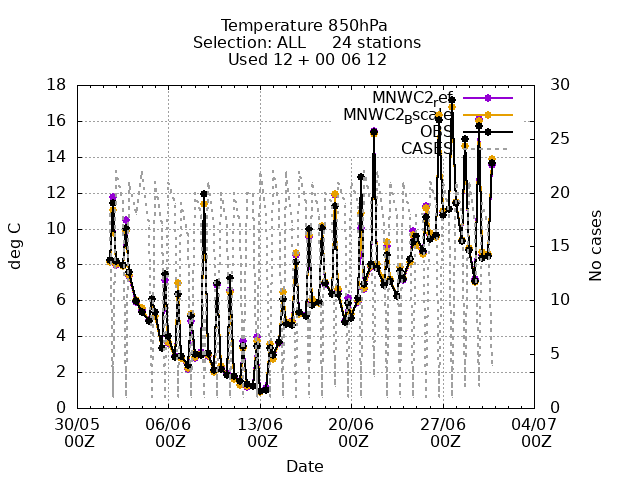 Temperature 850hPa
Selection: ALL 24 stations
Used 12 + 00 06 12
MNWC2ref
MNWC2Bscale
OBS
CASES
deg C
No cases
18
16
14
12
10
8
6
4
2
0
30
25
20
15
10
5
0
30/05 06/06 13/06 20/06 27/06 04/07
00Z 00Z 00Z 00Z 00Z 00Z
Date